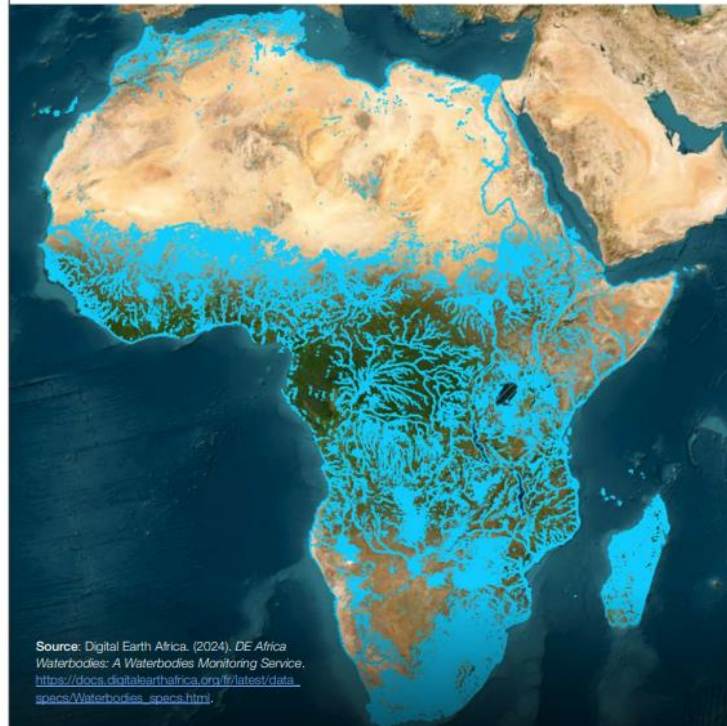 Source: Digital Earth Africa. (2024). DE Africa
Waterbodies: A Waterbodies Monitoring Service.
https://docs.digitalearthafrica.org/fr/latest/data_
specs/Waterbodies_specs.html.